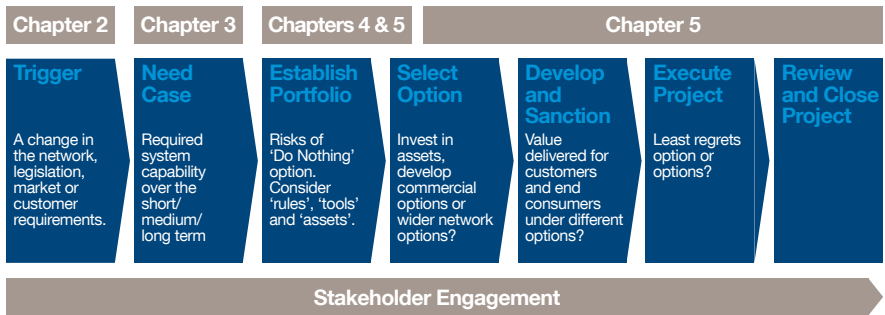 Chapter 2
Chapter 3
Chapters 4 & 5
Chapter 5
Trigger
A change in
the network,
legislation,
market or
customer
requirements.
Need
Case
Required
system
capability
over the
short/
medium/
long term
Establish
Portfolio
Risks of
‘Do Nothing’
option.
Consider
‘rules’, ‘tools’
and ‘assets’.
Select
Option
Invest in
assets,
develop
commercial
options or
wider network
options?
Develop
and
Sanction
Value
delivered for
customers
and end
consumers
under different
options?
Execute
Project
Least regrets
option or
options?
Review
and Close
Project
Stakeholder Engagement